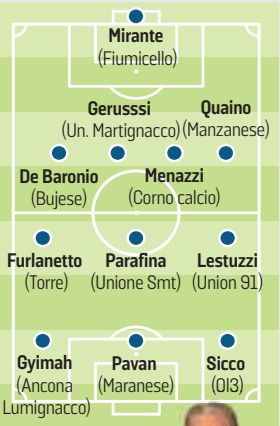 Mirante
(Fiumicello)
Gerusssi
(Un. Martignacco)
Quaino
(Manzanese)
De Baronio
(Bujese)
Menazzi
(Corno calcio)
Furlanetto
(Torre)
Parafina
(Unione Smt)
Lestuzzi
(Union 91)
Gyimah
(Ancona
Lumignacco)
Pavan
(Maranese)
Sicco
(Ol3)